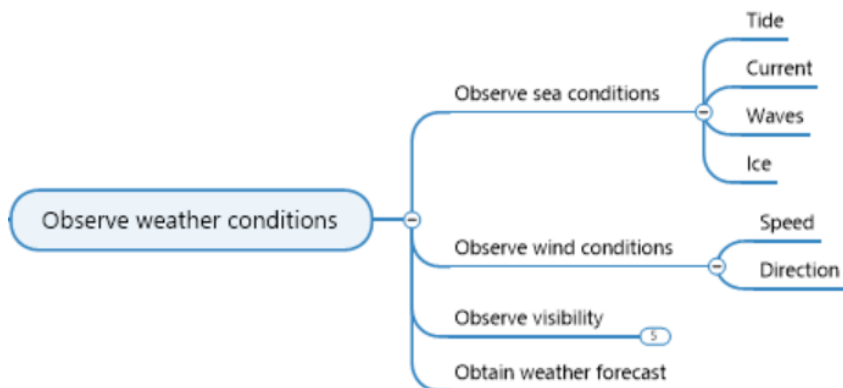 Observe weather conditions
Observe sea conditions
Tide
Current
Waves
Ice
Observe wind conditions
Speed
Direction
Observe visibility
5
Obtain weather forecast